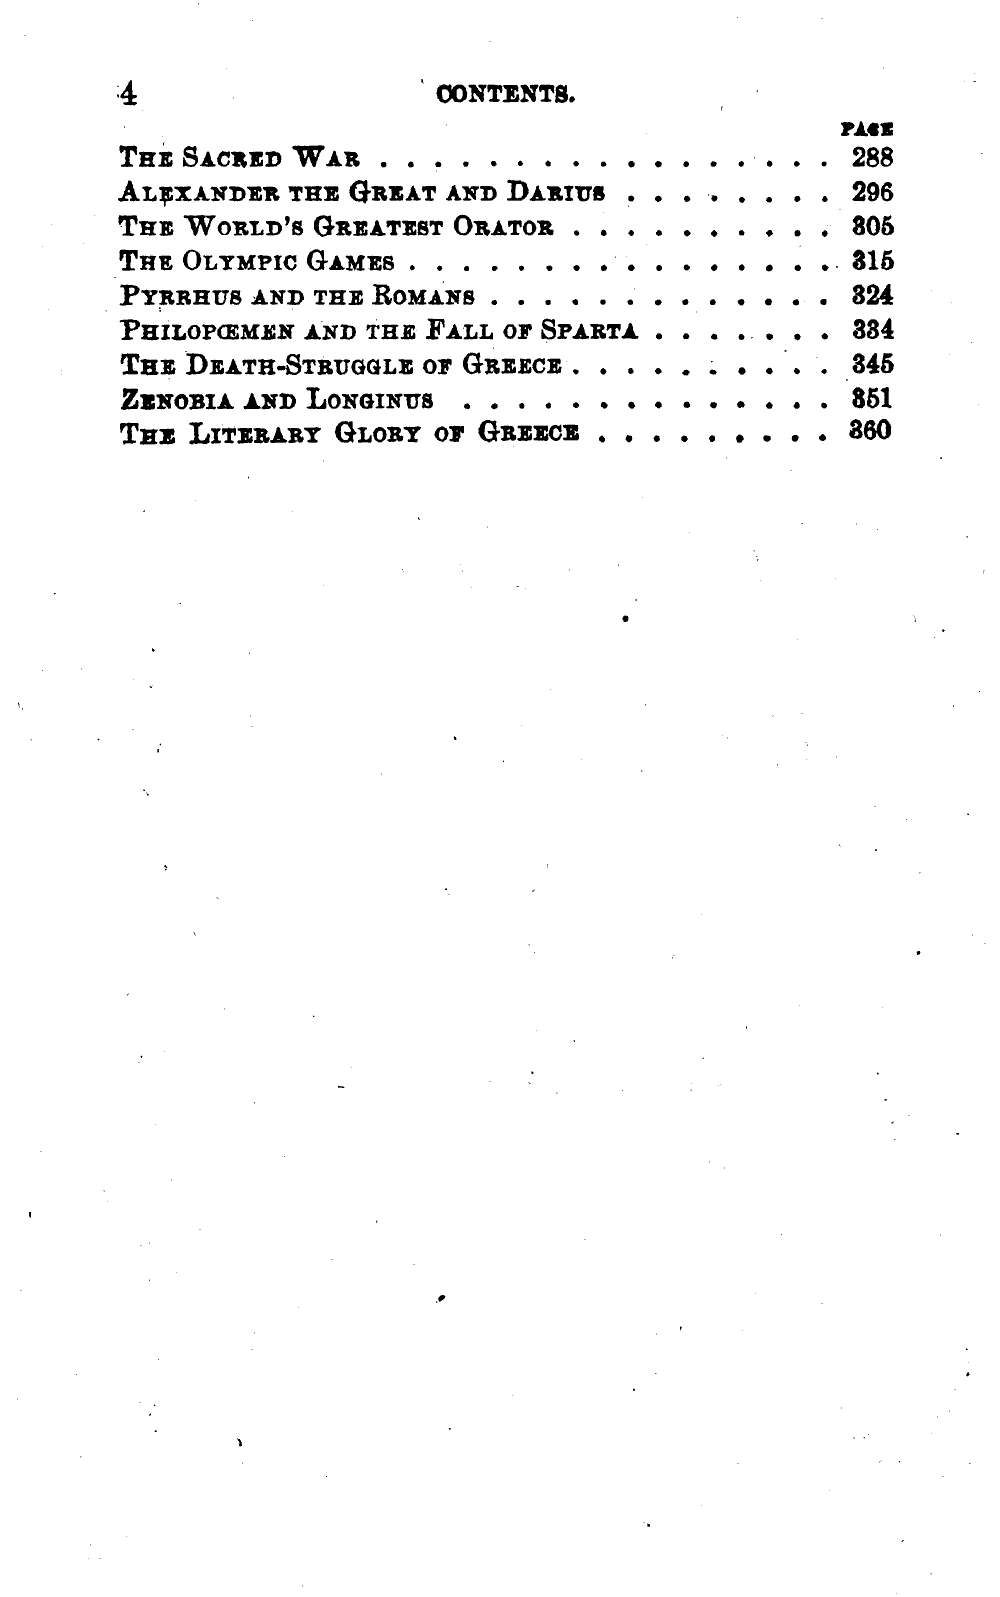 4 CONTENTS.
PAGE
THE SACRED WAR . . . . . . . . . . . . . . . . . 288
ALEXANDER THE GREAT AND DARIUS . . . . . . . . 296
THE WORLD'S GREATEST ORATOR . . . . . . . . . . 305
THE OLYMPIC GAMES . . . . . . . . . . . . . . . . 315
PYRRHUS AND THE ROMANS . . . . . . . . . . . . . 324
PHILOPŒMEN AND THE FALL OF SPARTA . . . . . . . 334
THE DEATH-STRUGGLE OF GREECE . . . . . . . . . . 345
ZENOBIA AND LONGINUS . . . . . . . . . . . . . . 351
THE LITERARY GLORY OF GREECE . . . . . . . . . 360